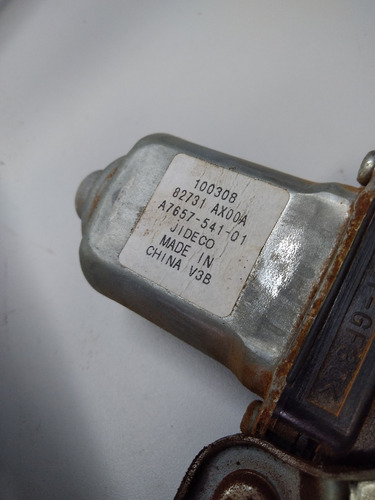 100308
82731 AX00A
A7657-541-01
JIDECO
MADE IN
CHINA V3B